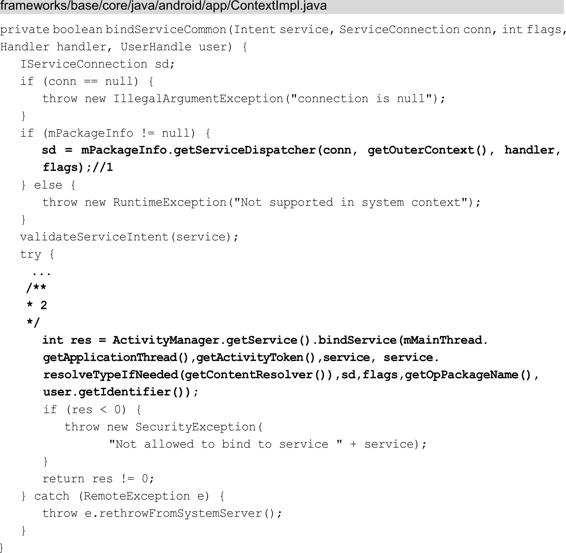 frameworks/base/core/java/android/app/ContextImpl.java
private boolean bindServiceCommon(Intent service, ServiceConnection conn, int flags,
Handler handler, UserHandle user) {
IServiceConnection sd;
if (conn == null) {
throw new IllegalArgumentException("connection is null");
}
if (mPackageInfo != null) {
sd = mPackageInfo.getServiceDispatcher(conn, getOuterContext(), handler,
flags);//1
} else {
throw new RuntimeException("Not supported in system context");
}
validateServiceIntent(service);
try {
...
/**
* 2
*/
int res = ActivityManager.getService().bindService(mMainThread.
getApplicationThread(),getActivityToken(),service, service.
resolveTypeIfNeeded(getContentResolver()),sd,flags,getOpPackageName(),
user.getIdentifier());
if (res < 0) {
throw new SecurityException(
"Not allowed to bind to service " + service);
}
return res != 0;
} catch (RemoteException e) {
throw e.rethrowFromSystemServer();
}
}